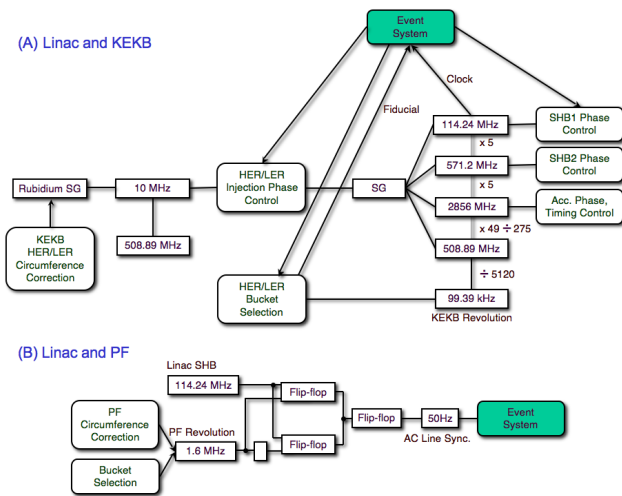 (A) Linac and KEKB
Event
System
Clock
Fiducial
114.24 MHz
SHB1 Phase
Control
x 5
HER/LER
Injection Phase
Control
571.2 MHz
SHB2 Phase
Control
Rubidium SG
10 MHz
SG
x 5
2856 MHz
Acc. Phase,
Timing Control
x 49 ÷ 275
KEKB
HER/LER
Circumference
Correction
508.89 MHz
508.89 MHz
÷ 5120
HER/LER
Bucket
Selection
99.39 kHz
KEKB Revolution
(B) Linac and PF
Linac SHB
114.24 MHz
Flip-flop
PF
Circumference
Correction
Flip-flop
50Hz
Event
System
PF Revolution
1.6 MHz
Flip-flop
AC Line Sync.
Bucket
Selection